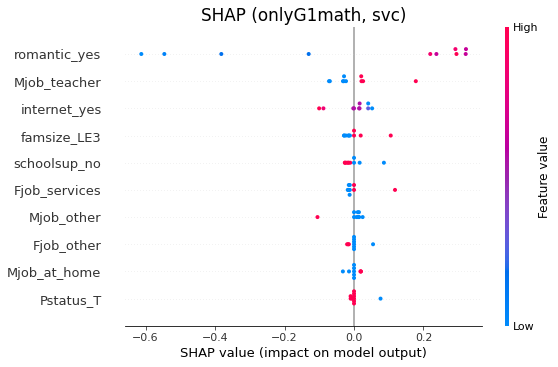 SHAP (onlyG1math, svc)
High
romantic_yes
Mjob_teacher
internet_yes
famsize_LE3
schoolsup_no
Fjob_services
Mjob_other
Fjob_other
Mjob_at_home
Pstatus_T
Feature value
Low
−0.6 −0.4 −0.2 0.0 0.2
SHAP value (impact on model output)